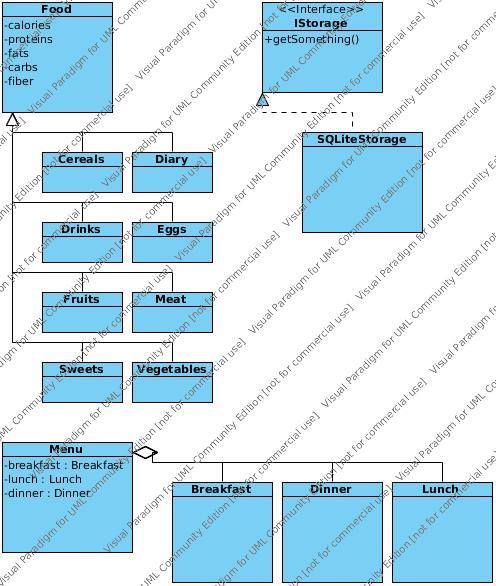 Food
-calories
-proteins
-fats
-carbs
-fiber
<<Interface>>
IStorage
+getSomething()
SQLiteStorage
Cereals
Diary
Drinks
Eggs
Fruits
Meat
Sweets
Vegetables
Menu
-breakfast : Breakfast
-lunch : Lunch
-dinner : Dinner
Breakfast
Dinner
Lunch
Visual Paradigm for UML Community Edition [not for commercial use]